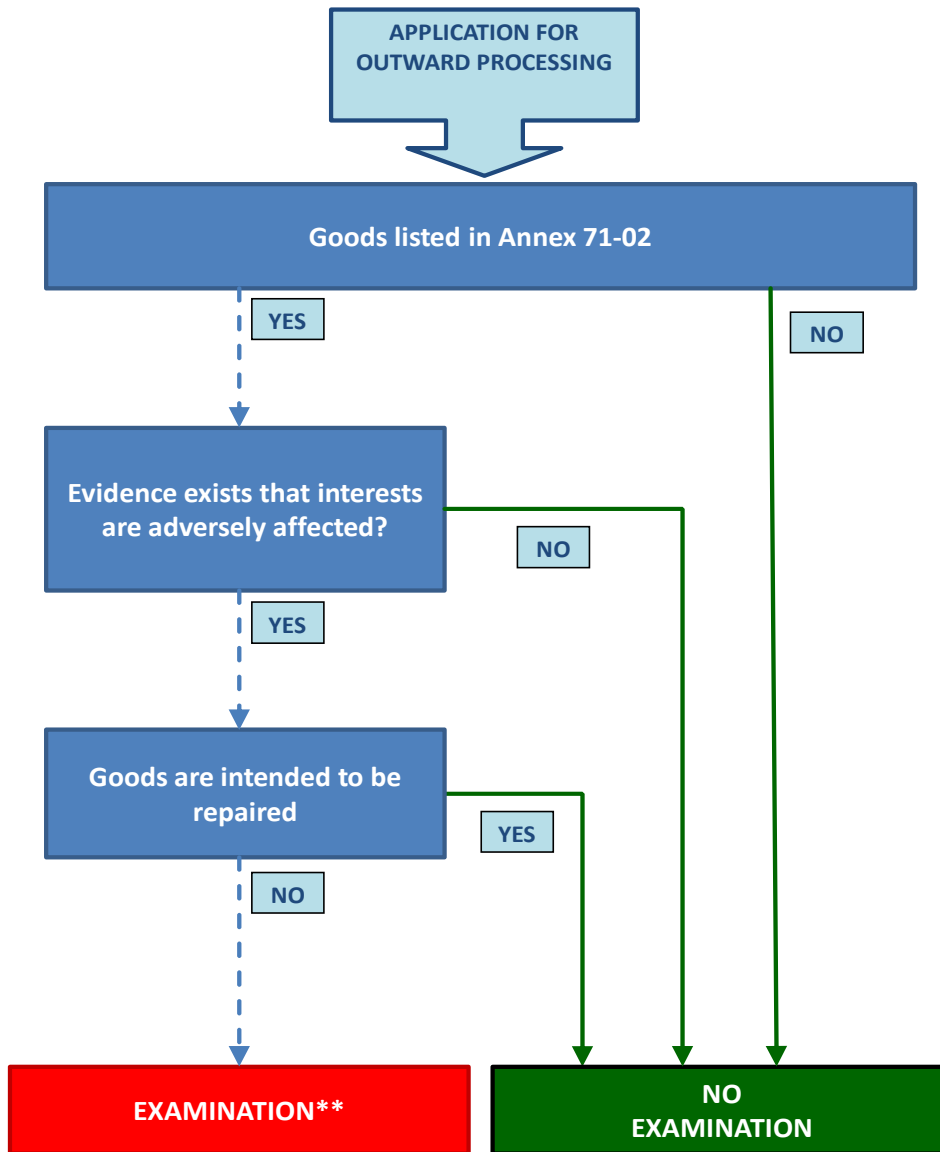 APPLICATION FOR
OUTWARD PROCESSING
Goods listed in Annex 71-02
YES
NO
Evidence exists that interests
are adversely affected?
NO
YES
Goods are intended to be
repaired
YES
NO
EXAMINATION**
NO
EXAMINATION